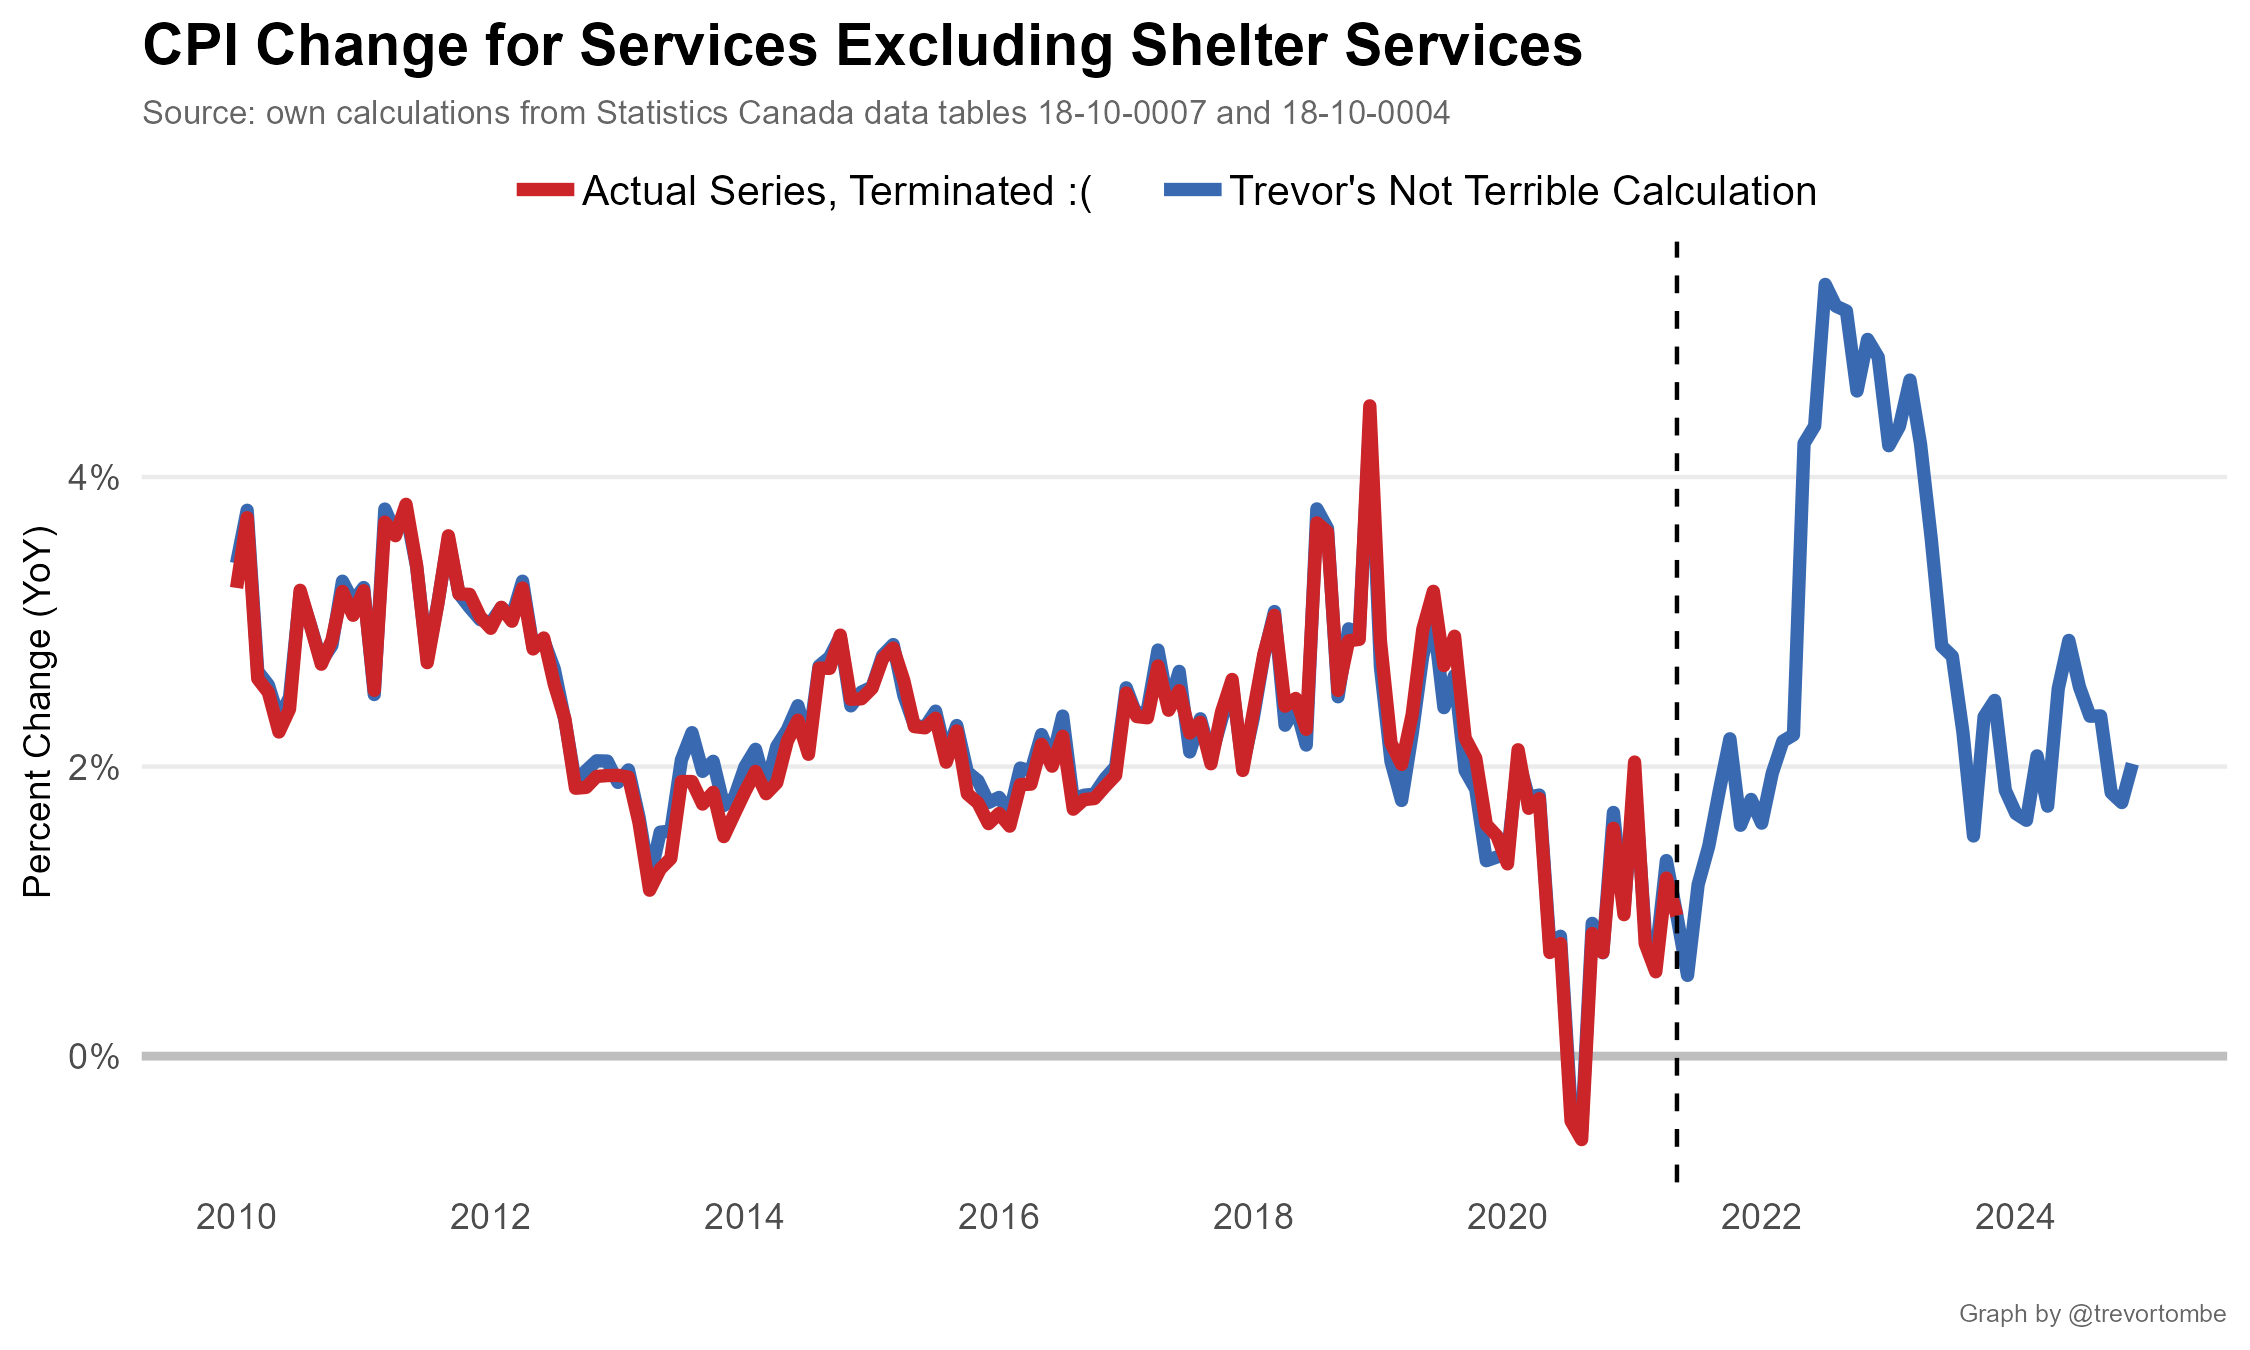 CPI Change for Services Excluding Shelter Services
Source: own calculations from Statistics Canada data tables 18-10-0007 and 18-10-0004
Actual Series, Terminated :(
Trevor's Not Terrible Calculation
Percent Change (YoY)
4%
2%
0%
2010
2012
2014
2016
2018
2020
2022
2024
Graph by @trevortombe